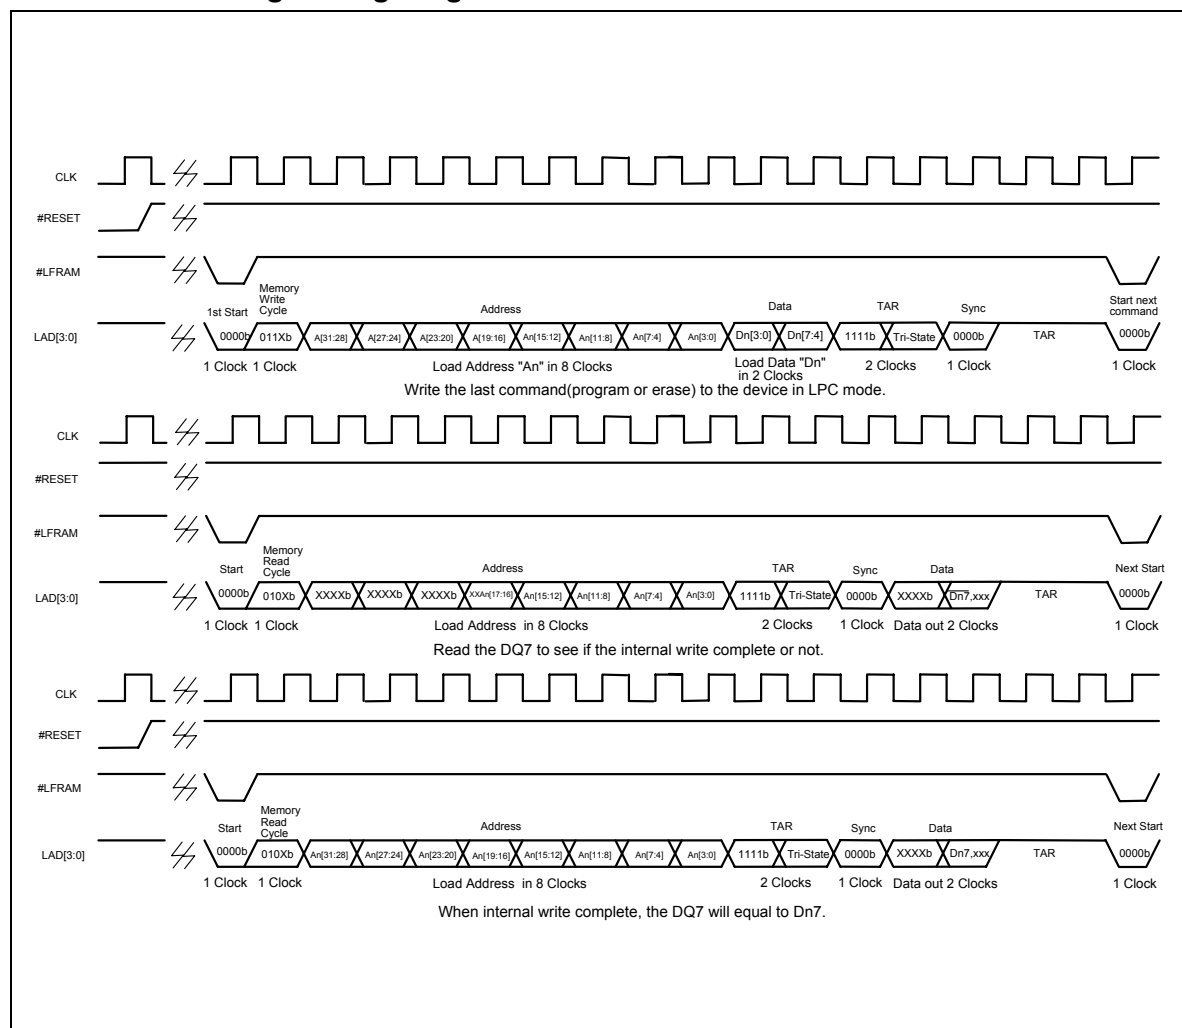 CLK
#RESET
#LFRAM
Memory
Write
Cycle
1st Start
Address
Data
TAR
Sync
Start next
command
LAD[3:0]
0000b 011Xb A[31:28] A[27:24] A[23:20] A[19:16] An[15:12] An[11:8] An[7:4] An[3:0] Dn[3:0] Dn[7:4] 1111b Tri-State 0000b TAR 0000b
1 Clock 1 Clock Load Address "An" in 8 Clocks Load Data "Dn"
in 2 Clocks
2 Clocks 1 Clock 1 Clock
Write the last command(program or erase) to the device in LPC mode.
CLK
#RESET
#LFRAM
Memory
Read
Cycle
Start
Address
TAR
Sync
Data
Next Start
LAD[3:0]
0000b 010Xb XXXXb XXXXb XXXXb XXAn[17:16] An[15:12] An[11:8] An[7:4] An[3:0] 1111b Tri-State 0000b XXXXb Dn7,xxx TAR 0000b
1 Clock 1 Clock Load Address in 8 Clocks 2 Clocks 1 Clock Data out 2 Clocks 1 Clock
Read the DQ7 to see if the internal write complete or not.
CLK
#RESET
#LFRAM
Memory
Read
Cycle
Start
Address
TAR
Sync
Data
Next Start
LAD[3:0]
0000b 010Xb An[31:28] An[27:24] An[23:20] An[19:16] An[15:12] An[11:8] An[7:4] An[3:0] 1111b Tri-State 0000b XXXXb Dn7,xxx TAR 0000b
1 Clock 1 Clock Load Address in 8 Clocks 2 Clocks 1 Clock Data out 2 Clocks 1 Clock
When internal write complete, the DQ7 will equal to Dn7.